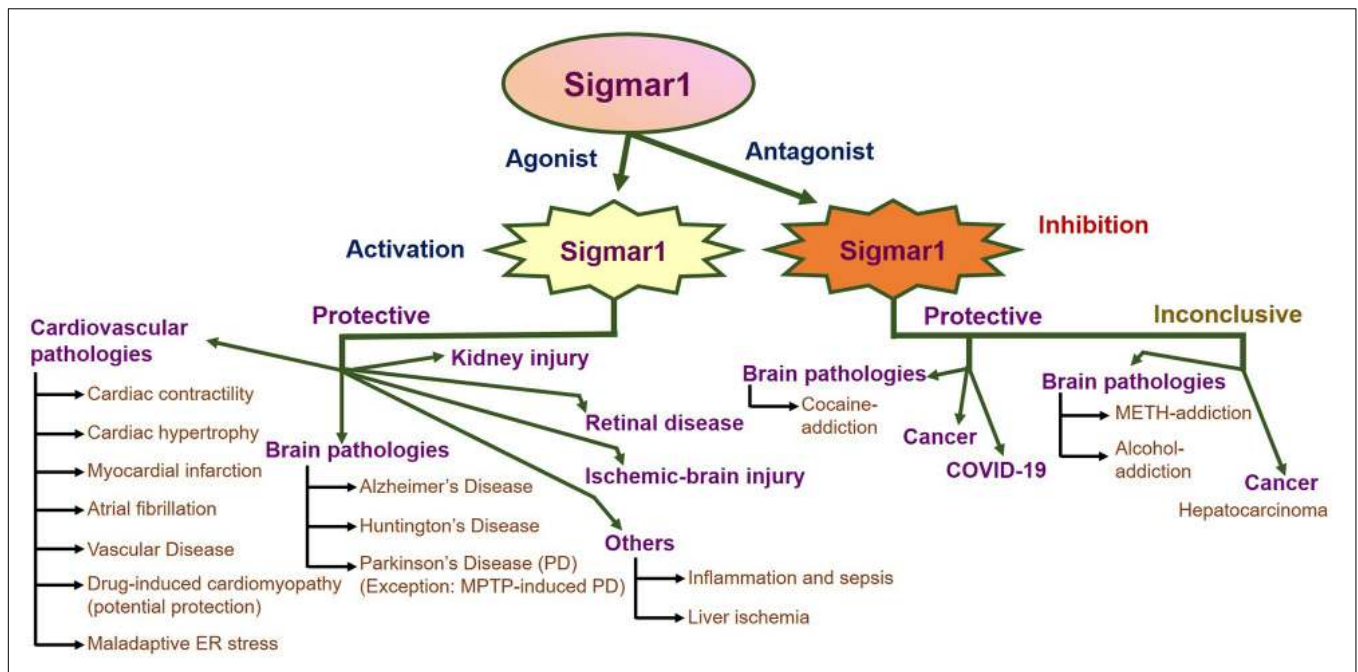 Sigmar1
Agonist
Antagonist
Activation
Sigmar1
Sigmar1
Inhibition
Protective
Cardiovascular
pathologies
Cardiac contractility
Cardiac hypertrophy
Myocardial infarction
Atrial fibrillation
Vascular Disease
Drug-induced cardiomyopathy
(potential protection)
Maladaptive ER stress
Brain pathologies
Alzheimer's Disease
Huntington's Disease
Parkinson's Disease (PD)
(Exception: MPTP-induced PD)
Kidney injury
Retinal disease
Ischemic-brain injury
Others
Inflammation and sepsis
Liver ischemia
Protective
Brain pathologies
Cocaine-
addiction
Cancer
COVID-19
Inconclusive
Brain pathologies
METH-addiction
Alcohol-
addiction
Cancer
Hepatocarcinoma